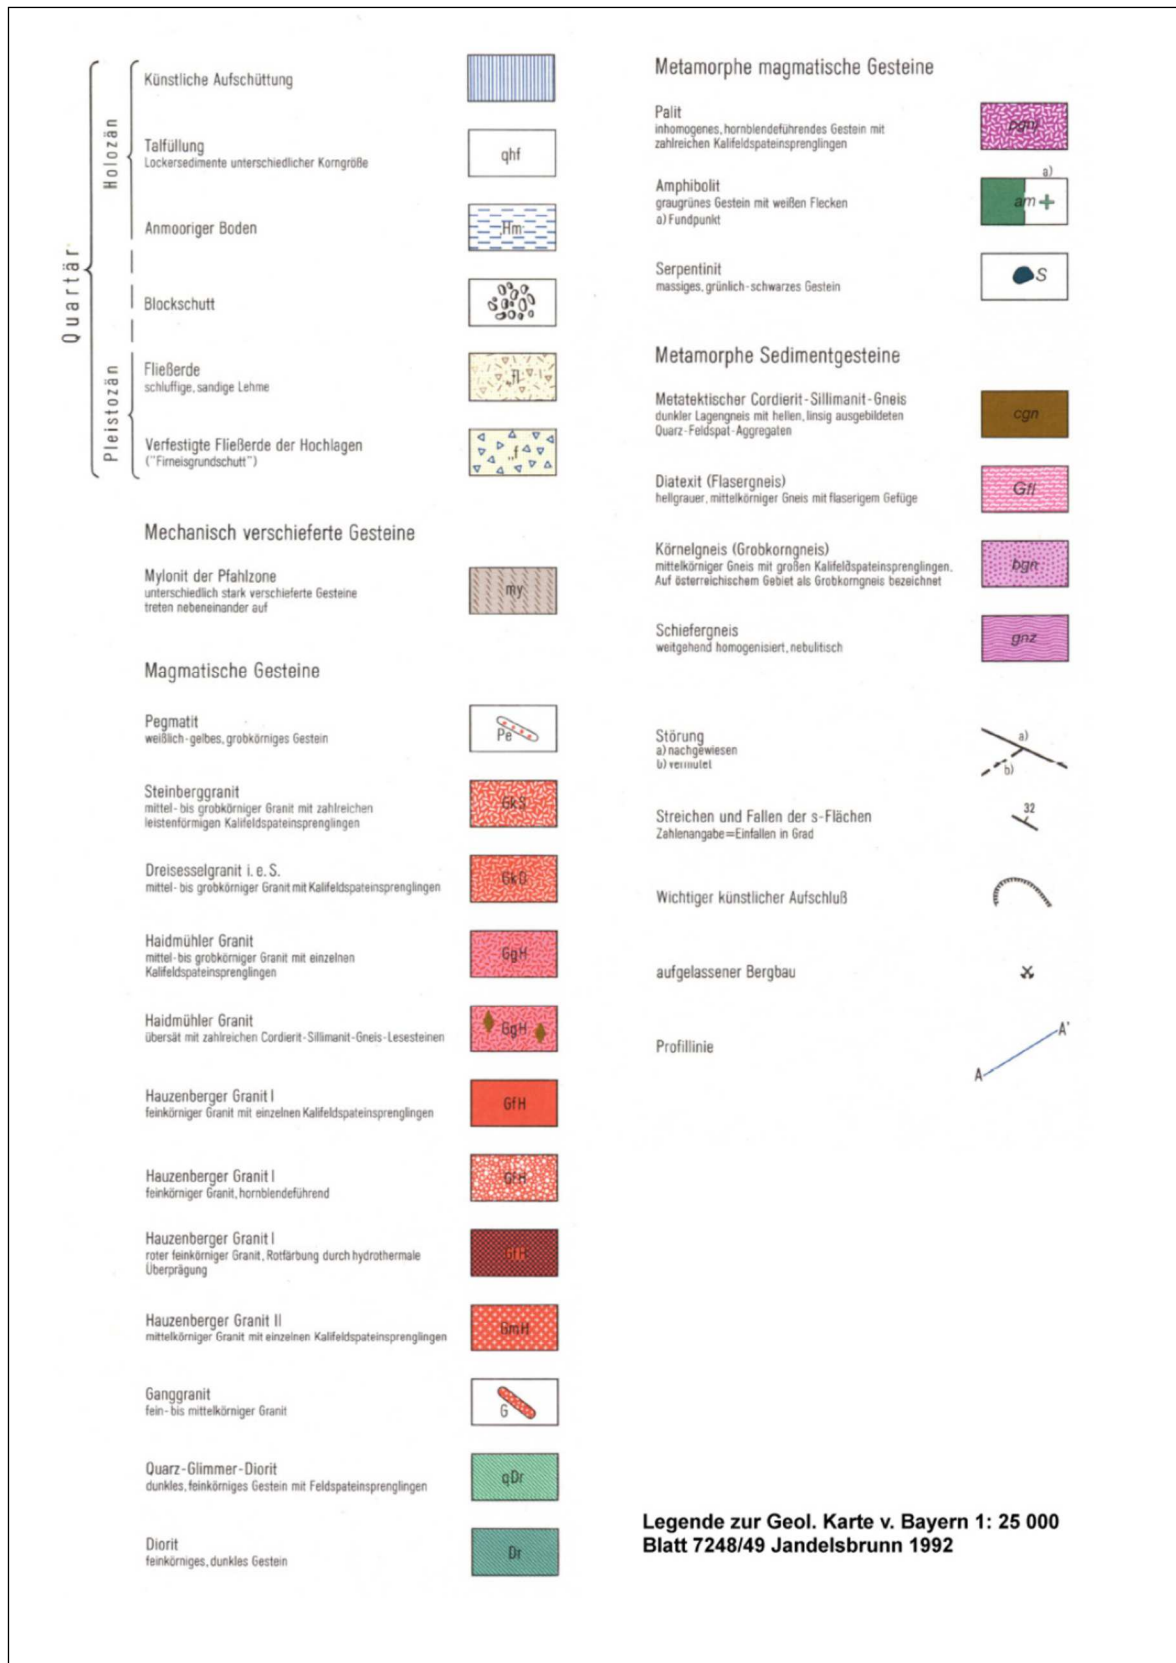 Quartär
Holozän
Pleistozän
Künstliche Aufschüttung
Talfüllung
Lockersedimente unterschiedlicher Korngröße
qhf
Anmooriger Boden
Hm
Blockschutt
Fließerde
schluffige, sandige Lehme
,,fl
Verfestigte Fließerde der Hochlagen
("Firneisgrundschutt")
,,f
Mechanisch verschieferte Gesteine
Mylonit der Pfahlzone
unterschiedlich stark verschieferte Gesteine
treten nebeneinander auf
my
Magmatische Gesteine
Pegmatit
weißlich-gelbes, grobkörniges Gestein
Pe
Steinberggranit
mittel- bis grobkörniger Granit mit zahlreichen
leistenförmigen Kalifeldspateinsprenglingen
GkS
Dreisesselgranit i. e. S.
mittel- bis grobkörniger Granit mit Kalifeldspateinsprenglingen
GkD
Haidmühler Granit
mittel-bis grobkörniger Granit mit einzelnen
Kalifeldspateinsprenglingen
GgH
Haidmühler Granit
übersät mit zahlreichen Cordierit-Sillimanit-Gneis-Lesesteinen
GgH
Hauzenberger Granit I
feinkörniger Granit mit einzelnen Kalifeldspateinsprenglingen
GfH
Hauzenberger Granit I
feinkörniger Granit, hornblendeführend
GfH
Hauzenberger Granit I
roter feinkörniger Granit, Rotfärbung durch hydrothermale
Überprägung
GfH
Hauzenberger Granit II
mittelkörniger Granit mit einzelnen Kalifeldspateinsprenglingen
GmH
Ganggranit
fein- bis mittelkörniger Granit
G
Quarz-Glimmer-Diorit
dunkles, feinkörniges Gestein mit Feldspateinsprenglingen
qDr
Diorit
feinkörniges, dunkles Gestein
Dr
Metamorphe magmatische Gesteine
Palit
inhomogenes, hornblendeführendes Gestein mit
zahlreichen Kalifeldspateinsprenglingen
Amphibolit
graugrünes Gestein mit weißen Flecken
a) Fundpunkt
a)
am
Serpentinit
massiges, grünlich-schwarzes Gestein
S
Metamorphe Sedimentgesteine
Metatektischer Cordierit-Sillimanit-Gneis
dunkler Lagengneis mit hellen, linsig ausgebildeten
Quarz-Feldspat-Aggregaten
cgn
Diatexit (Flasergneis)
hellgrauer, mittelkörniger Gneis mit flaserigem Gefüge
Gfl
Körnelgneis (Grobkorngneis)
mittelkörniger Gneis mit großen Kalifeldspateinsprenglingen.
Auf österreichischem Gebiet als Grobkorngneis bezeichnet
bgn
Schiefergneis
weitgehend homogenisiert, nebulitisch
gnz
Störung
a) nachgewiesen
b) vermutet
a)
b)
Streichen und Fallen der s-Flächen
Zahlenangabe=Einfallen in Grad
32
Wichtiger künstlicher Aufschluß
aufgelassener Bergbau
Profillinie
A'
A
Legende zur Geol. Karte v. Bayern 1: 25 000
Blatt 7248/49 Jandelsbrunn 1992